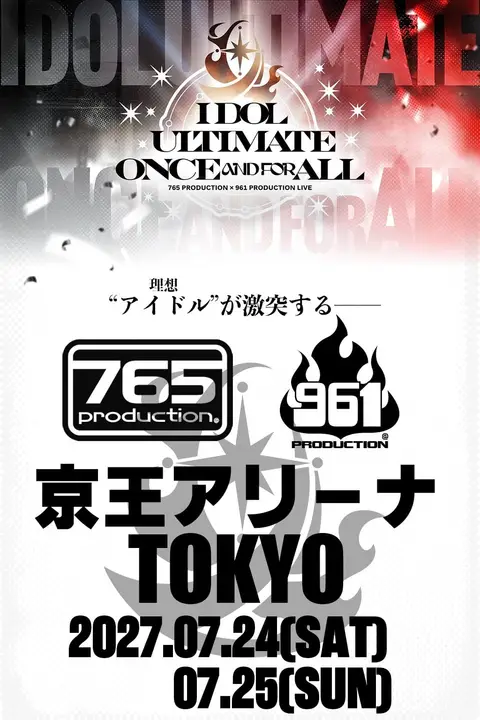 IDOL ULTIMATE
IDOL
ULTIMATE
ONCE AND FOR ALL
ONCE AND FOR ALL
765 PRODUCTION × 961 PRODUCTION LIVE
理想
“アイドル”が激突する——
765
production.
961
PRODUCTION
京王アリーナ
TOKYO
2027.07.24(SAT)
07.25(SUN)